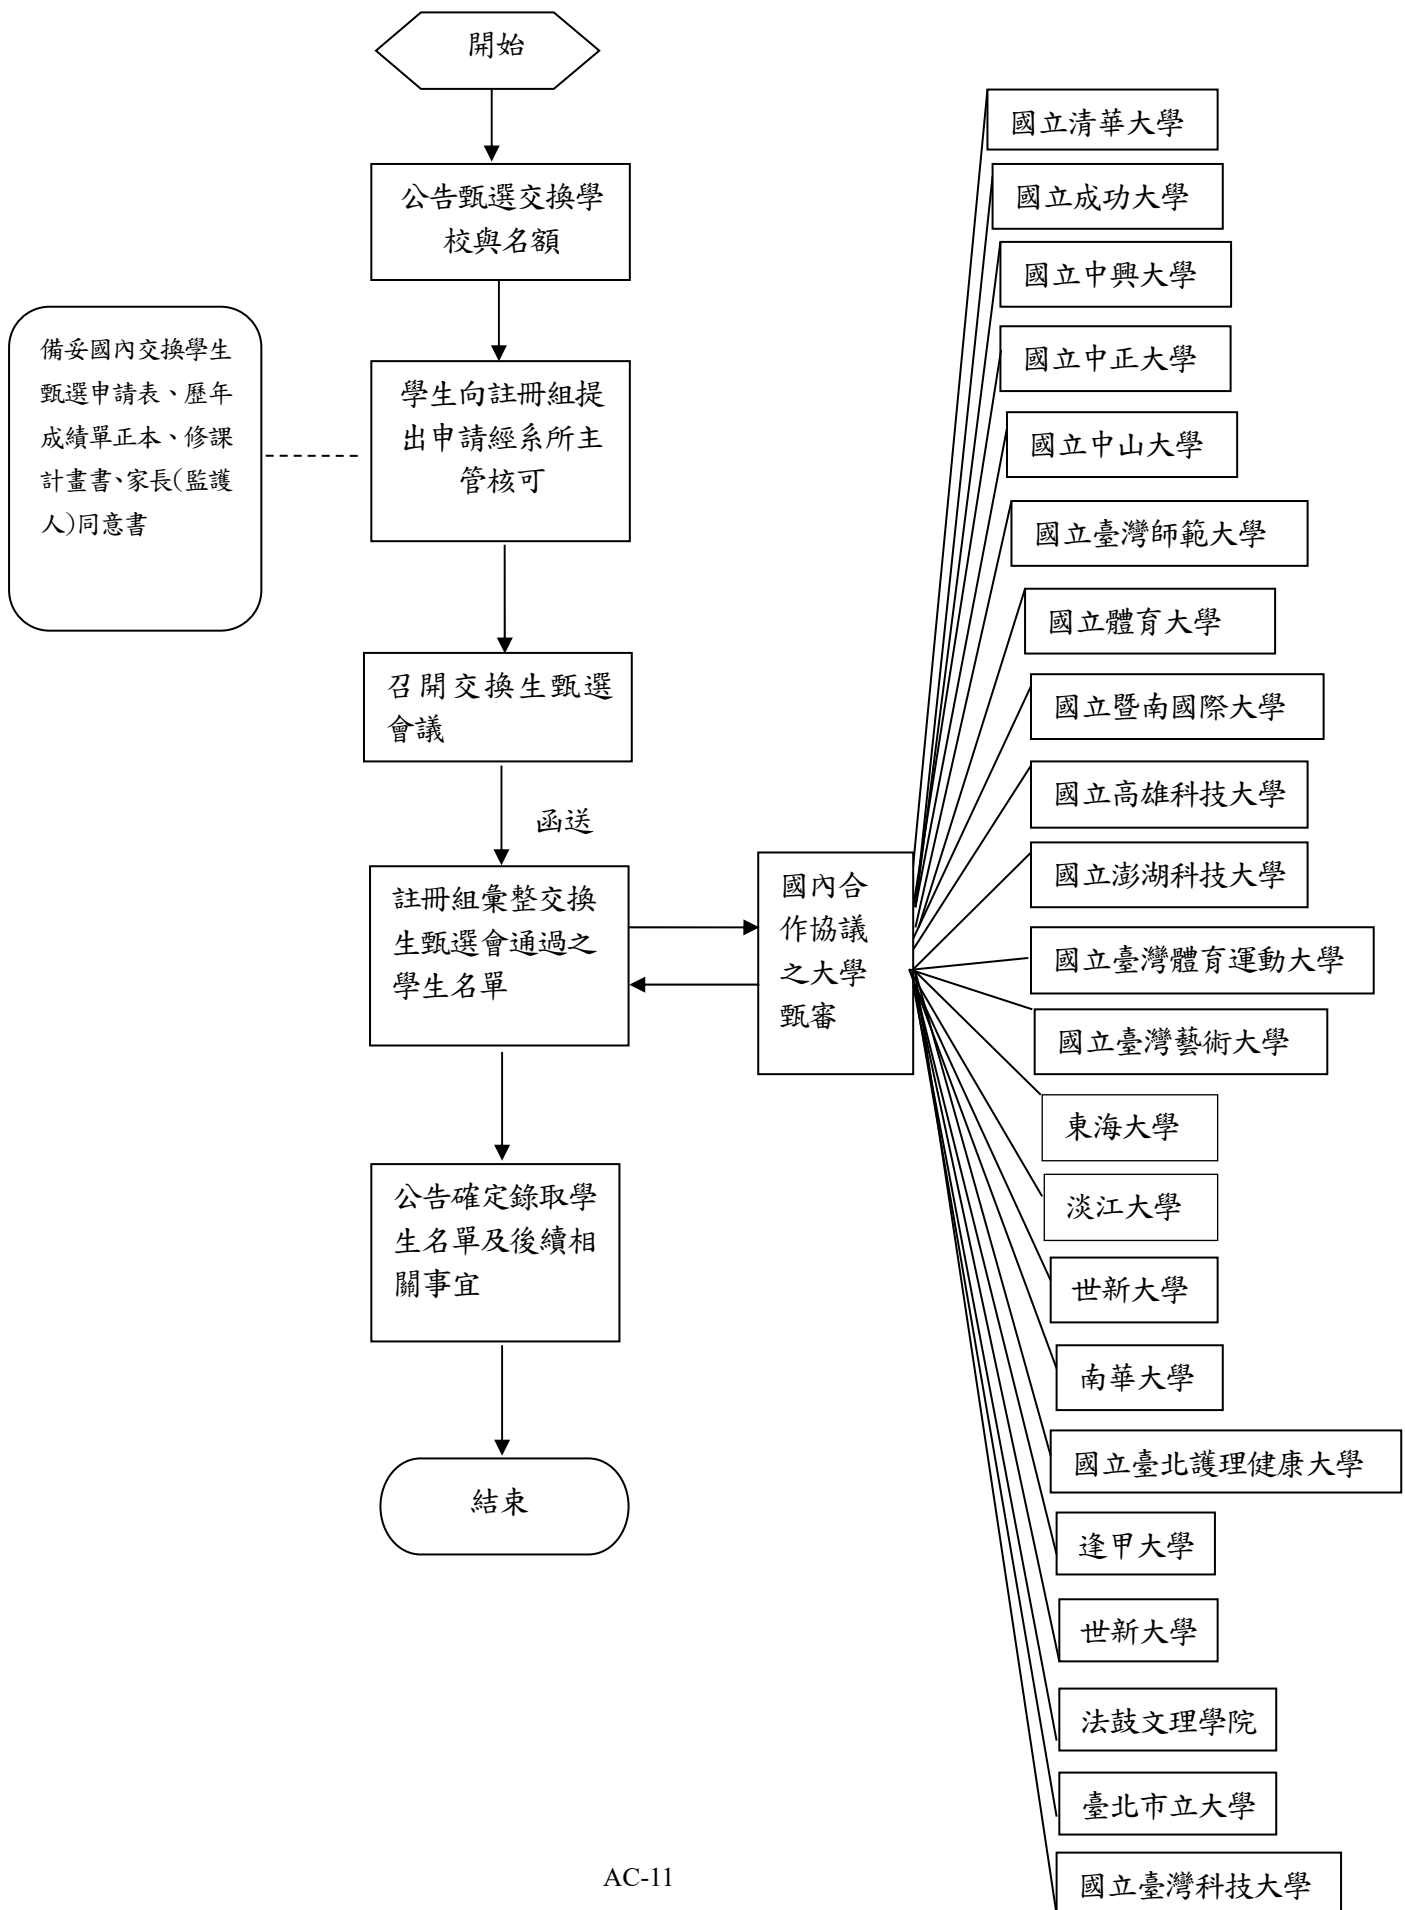 開始
公告甄選交換學
校與名額
備妥國內交換學生
甄選申請表、歷年
成績單正本、修課
計畫書、家長(監護
人)同意書
學生向註冊組提
出申請經系所主
管核可
召開交換生甄選
會議
函送
註冊組彙整交換
生甄選會通過之
學生名單
國內合
作協議
之大學
甄審
公告確定錄取學
生名單及後續相
關事宜
結束
國立清華大學
國立成功大學
國立中興大學
國立中正大學
國立中山大學
國立臺灣師範大學
國立體育大學
國立暨南國際大學
國立高雄科技大學
國立澎湖科技大學
國立臺灣體育運動大學
國立臺灣藝術大學
東海大學
淡江大學
世新大學
南華大學
國立臺北護理健康大學
逢甲大學
世新大學
法鼓文理學院
臺北市立大學
國立臺灣科技大學
AC-11